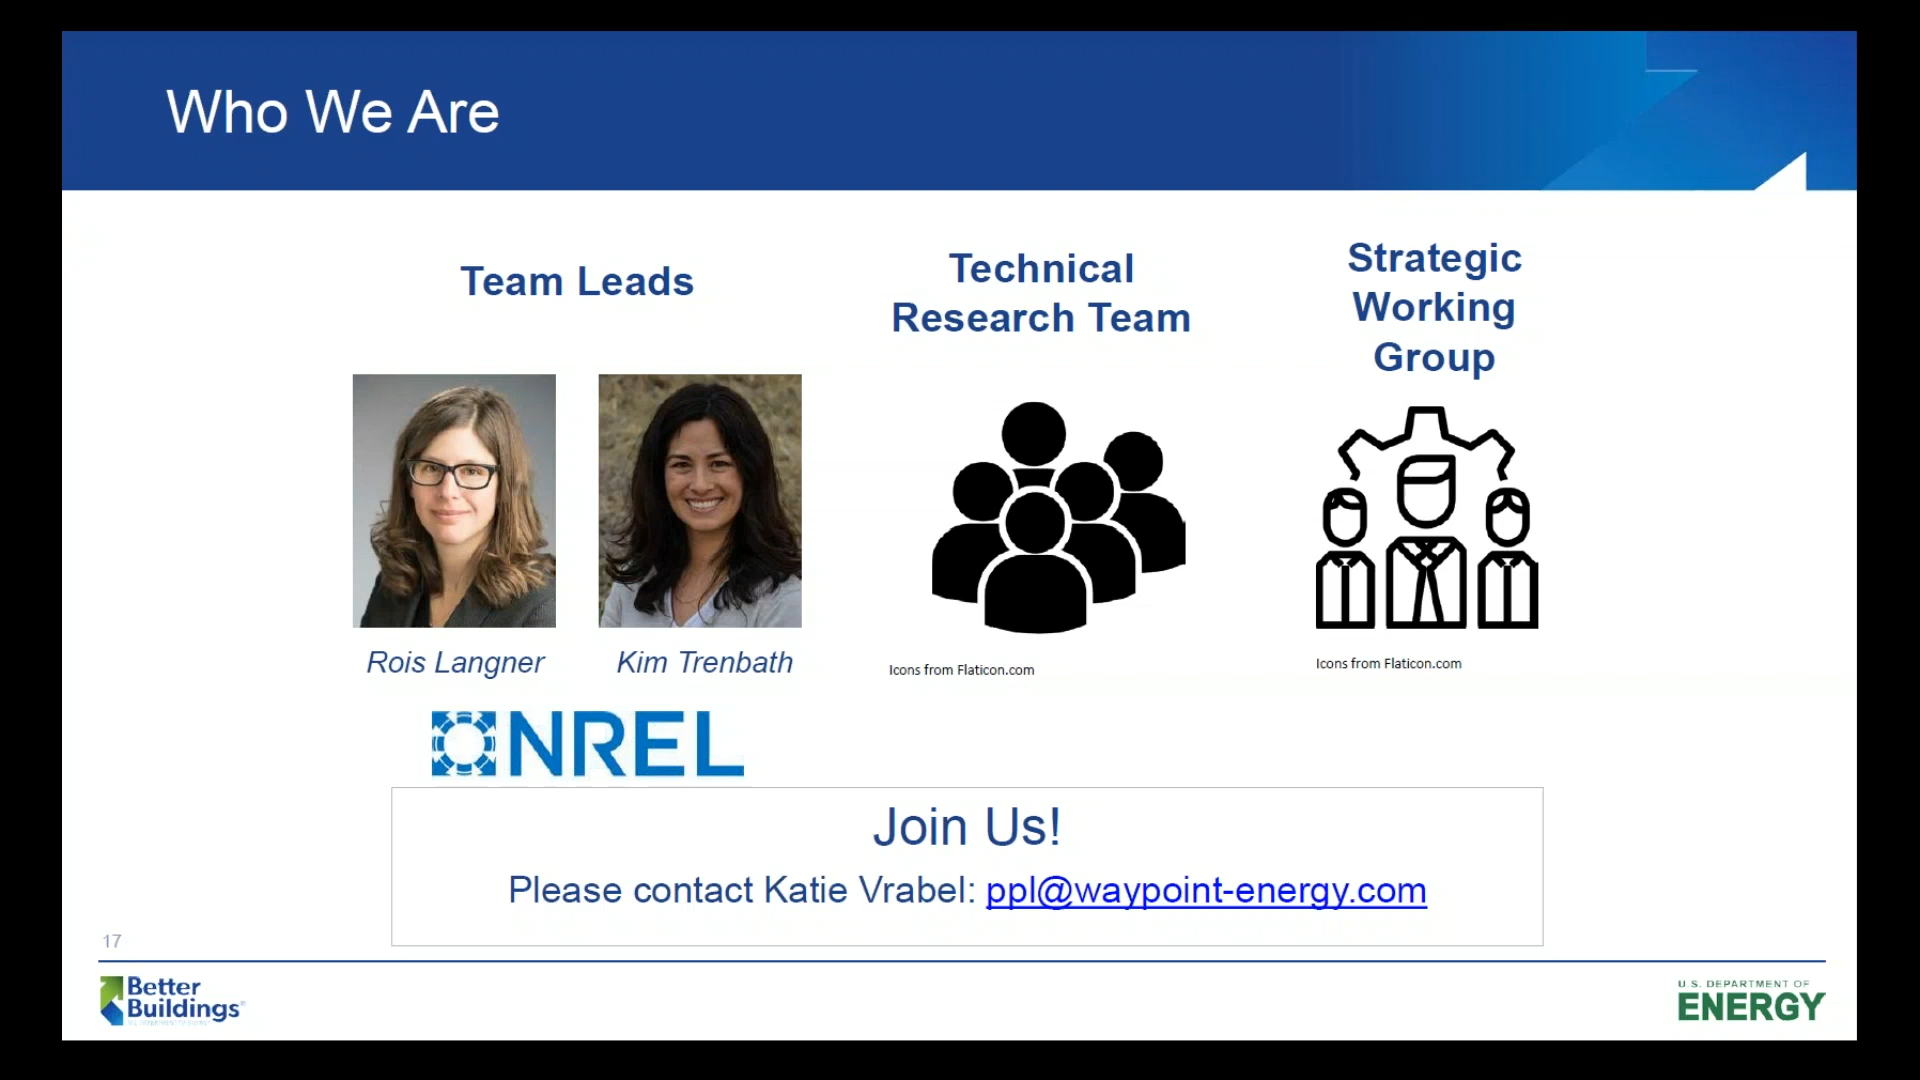 Who We Are
Team Leads
Technical
Research Team
Strategic
Working
Group
Rois Langner
Kim Trenbath
Icons from Flaticon.com
Icons from Flaticon.com
NREL
Join Us!
Please contact Katie Vrabel: ppl@waypoint-energy.com
17
Better
Buildings®
U.S. DEPARTMENT OF
ENERGY